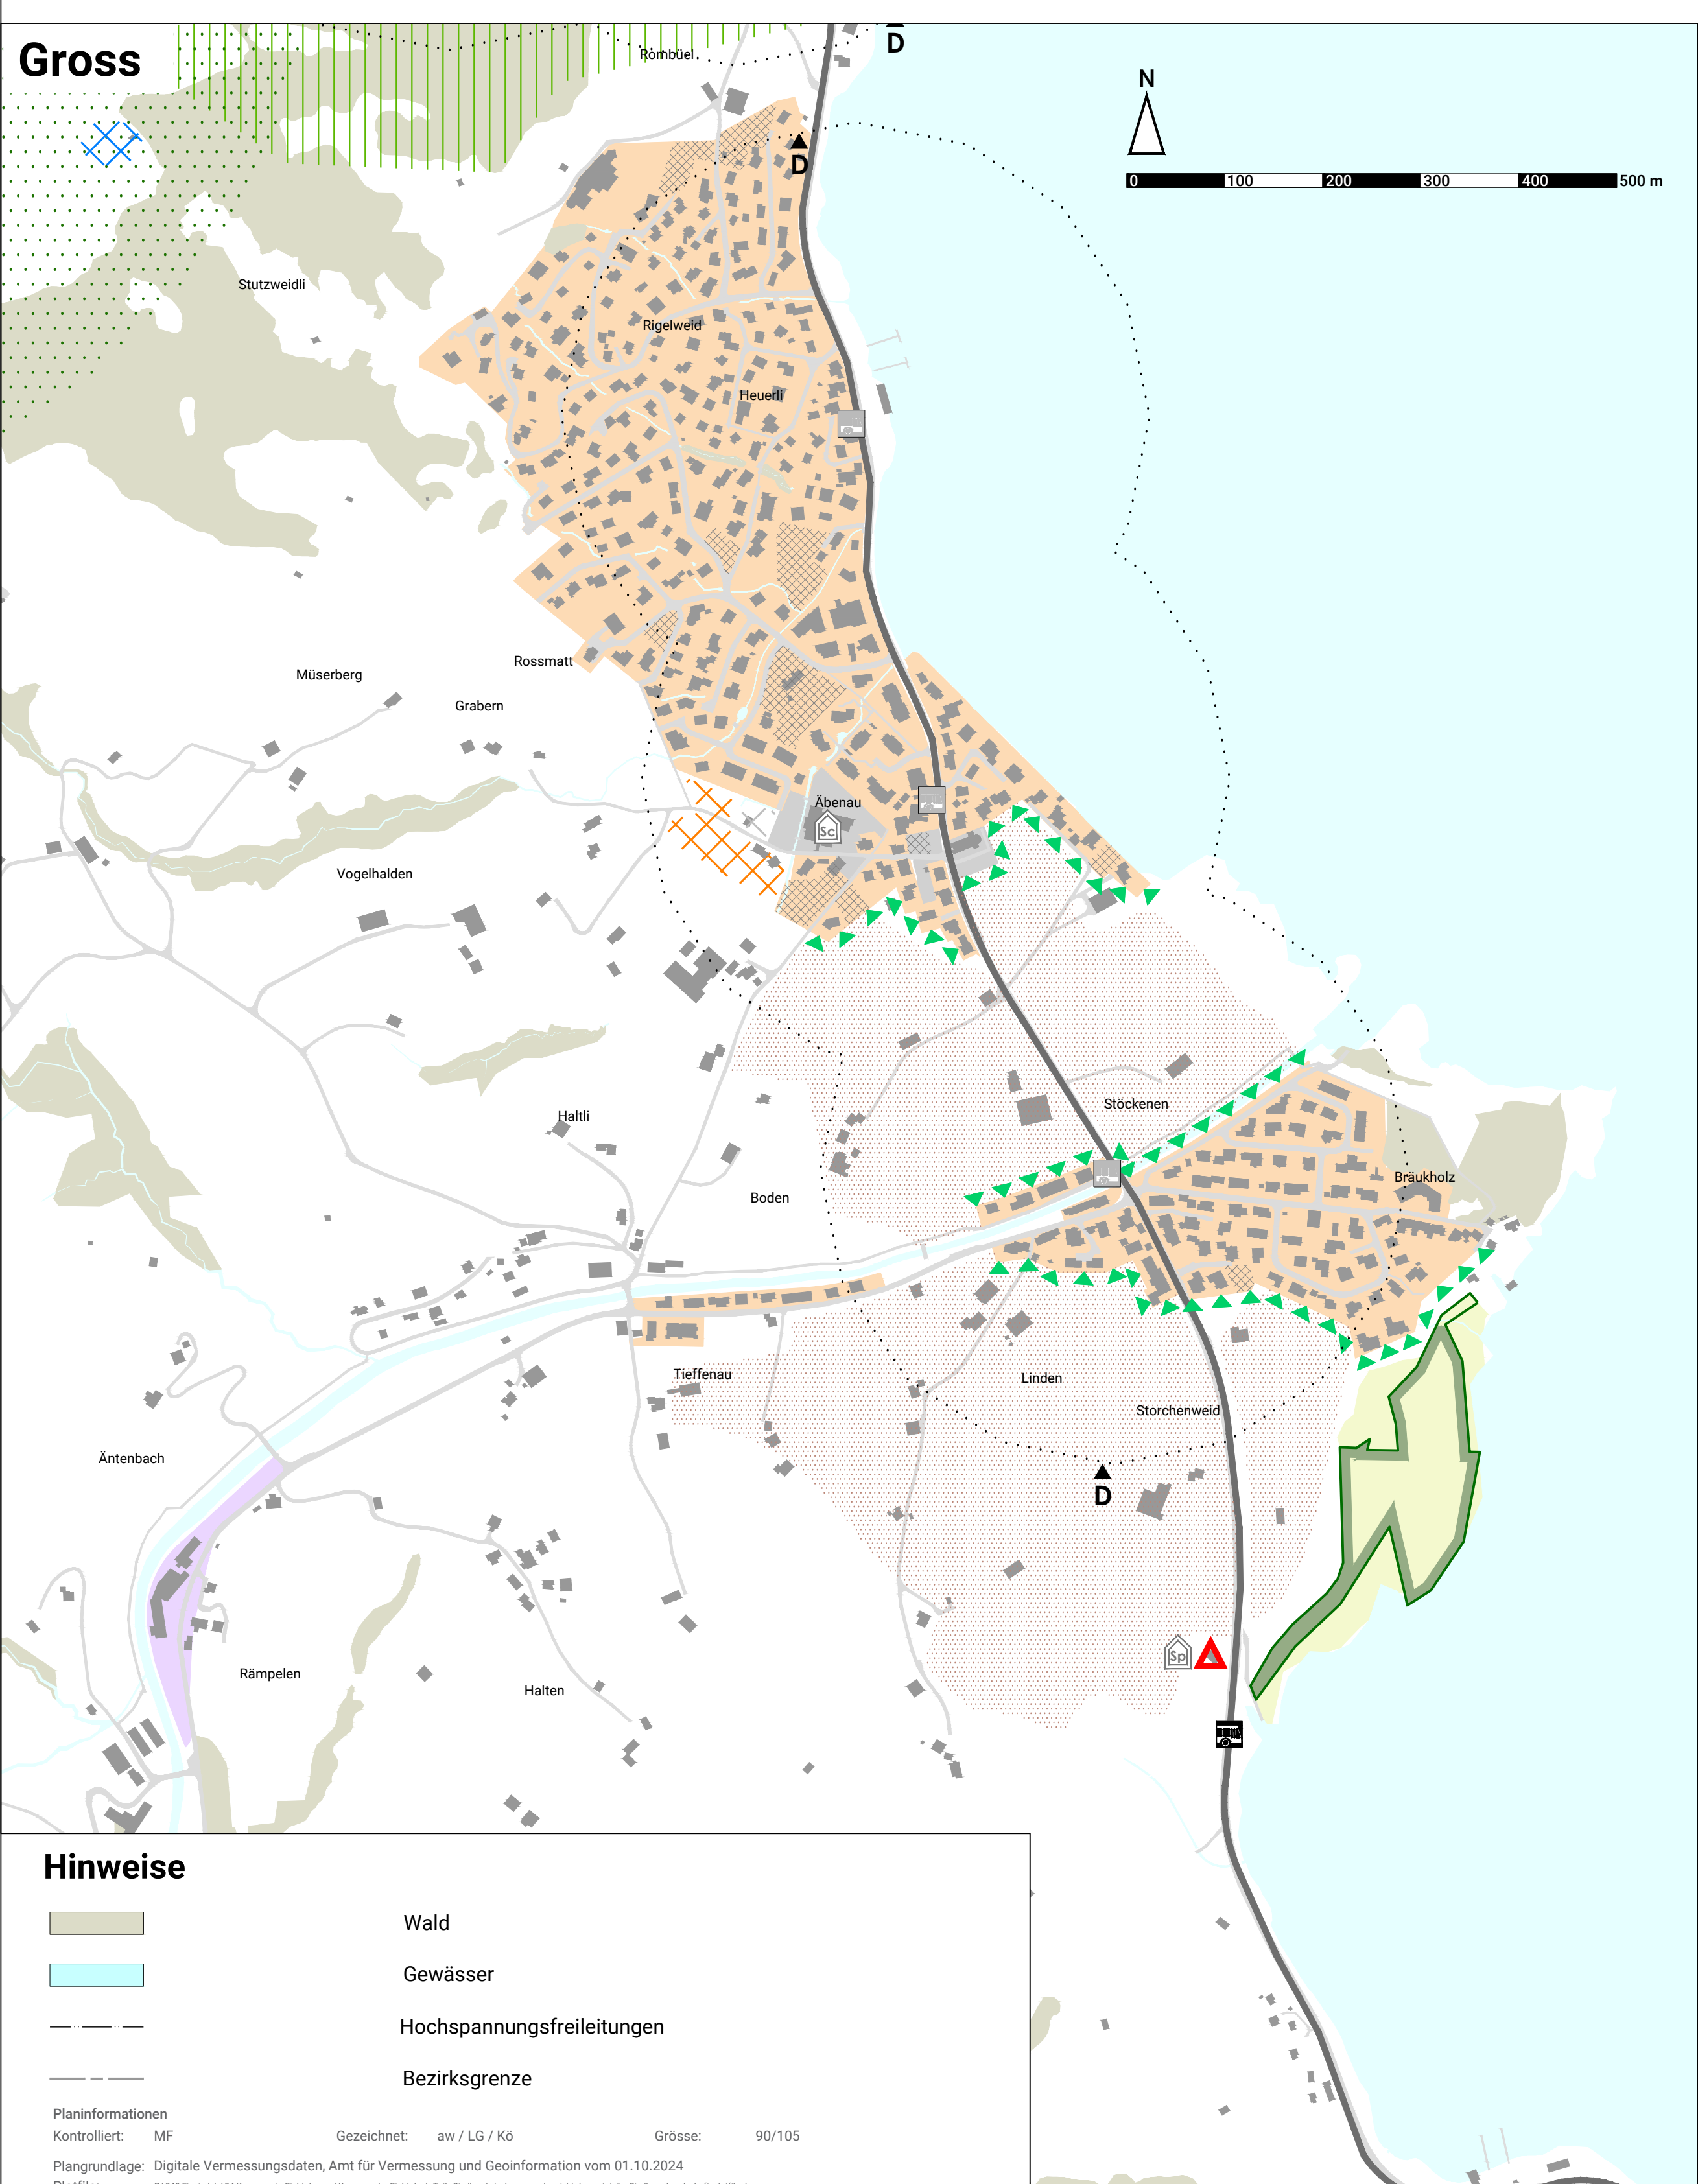 Gross
D
Rombüel
N
0 100 200 300 400 500 m
D
Stutzweidli
Rigelweid
Heuerli
Rossmatt
Müserberg
Grabern
Äbenau
Sc
Vogelhalden
Stöckenen
Haltli
Bräukholz
Boden
Tieffenau
Linden
Storchenweid
Äntenbach
D
Sp
Rämpelen
Halten
Hinweise
Wald
Gewässer
Hochspannungsfreileitungen
Bezirksgrenze
Planinformationen
Kontrolliert: MF Gezeichnet: aw / LG / Kö Grösse: 90/105
Plangrundlage: Digitale Vermessungsdaten, Amt für Vermessung und Geoinformation vom 01.10.2024